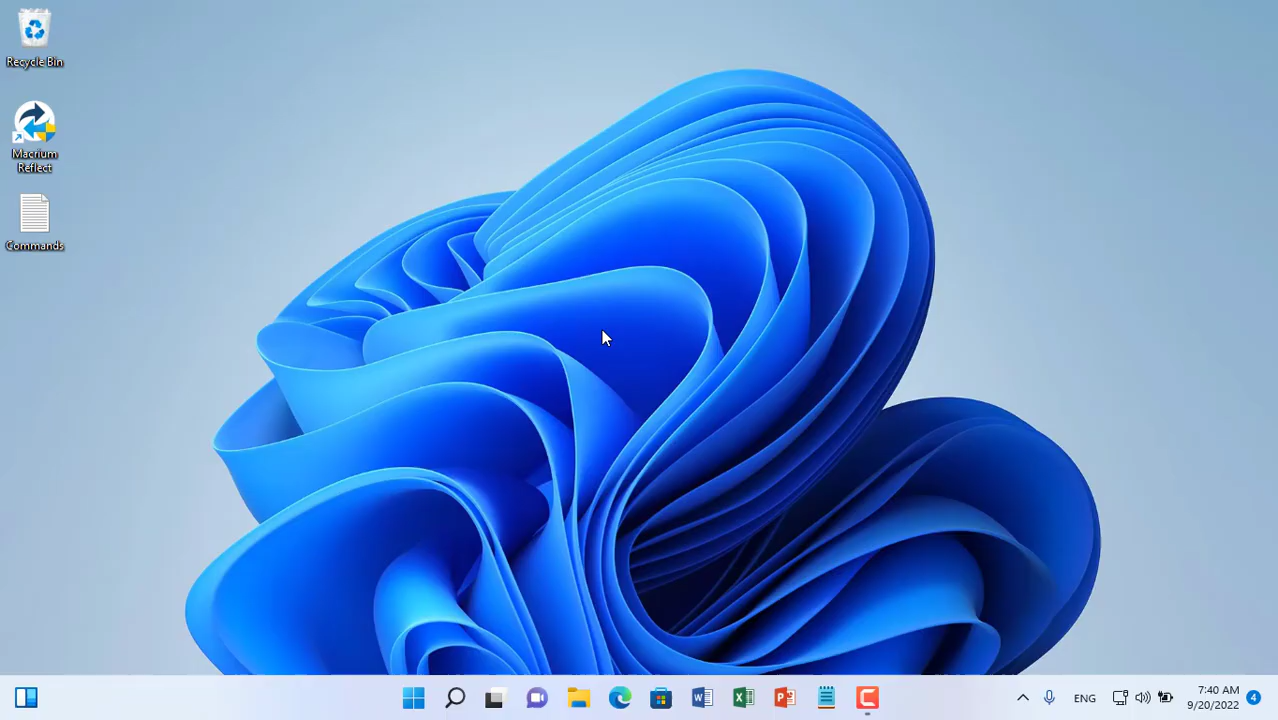 Recycle Bin
Macrium
Reflect
Commands
ENG
7:40 AM
9/20/2022
4